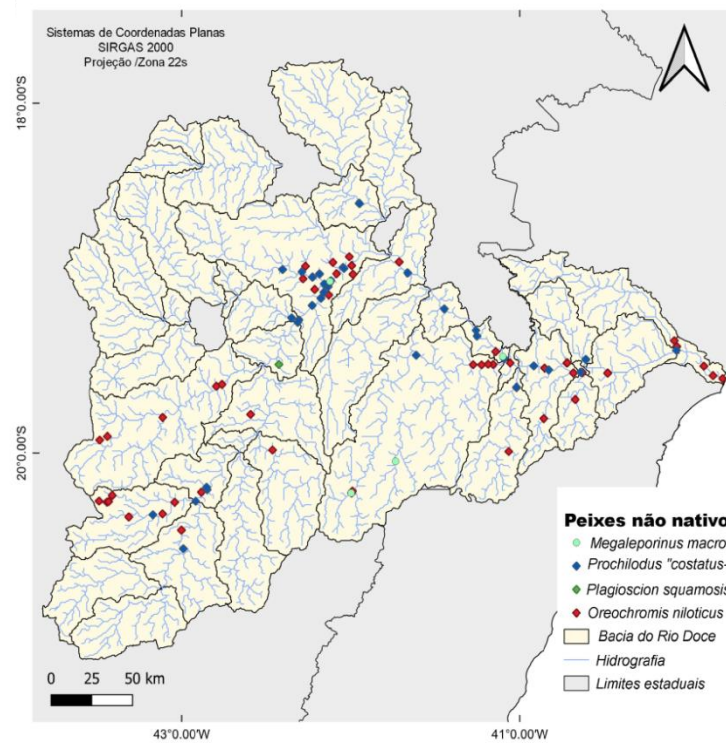 Sistemas de Coordenadas Planas
SIRGAS 2000
Projeção /Zona 22s
18°0.00'S
20°0.00'S
Peixes não nativo
Megaleporinus macro
Prochilodus "costatus-
Plagioscion squamosis
Oreochromis niloticus
Bacia do Rio Doce
Hidrografia
Limites estaduais
0 25 50 km
43°0.00'W 41°0.00'W